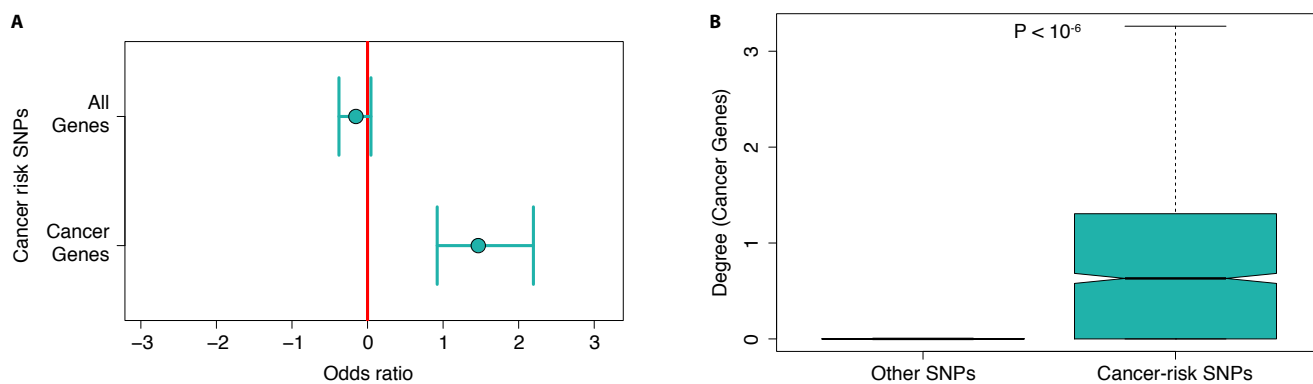 A
Cancer risk SNPs
All
Genes
Cancer
Genes
−3 −2 −1 0 1 2 3
Odds ratio
B
Degree (Cancer Genes)
P < 10⁻⁶
3
2
1
0
Other SNPs Cancer-risk SNPs